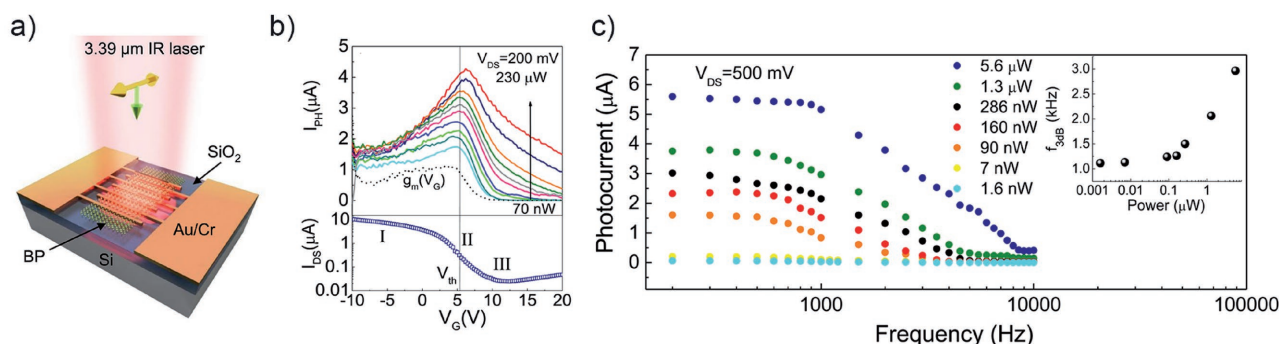 a)
3.39 μm IR laser
SiO2
Au/Cr
BP
Si
b)
VDS=200 mV
230 μW
5
4
3
2
1
0
IPH(μA)
gm(VG)
70 nW
10
1
0.1
0.01
IDS(μA)
I
II
III
Vth
-10
0
5
10
15
20
VG(V)
c)
VDS=500 mV
7
6
5
4
3
2
1
0
-1
Photocurrent (μA)
5.6 μW
1.3 μW
286 nW
160 nW
90 nW
7 nW
1.6 nW
3.0
2.5
2.0
1.5
1.0
f3dB (kHz)
0.001
0.01
0.1
1
Power (μW)
1000
10000
100000
Frequency (Hz)